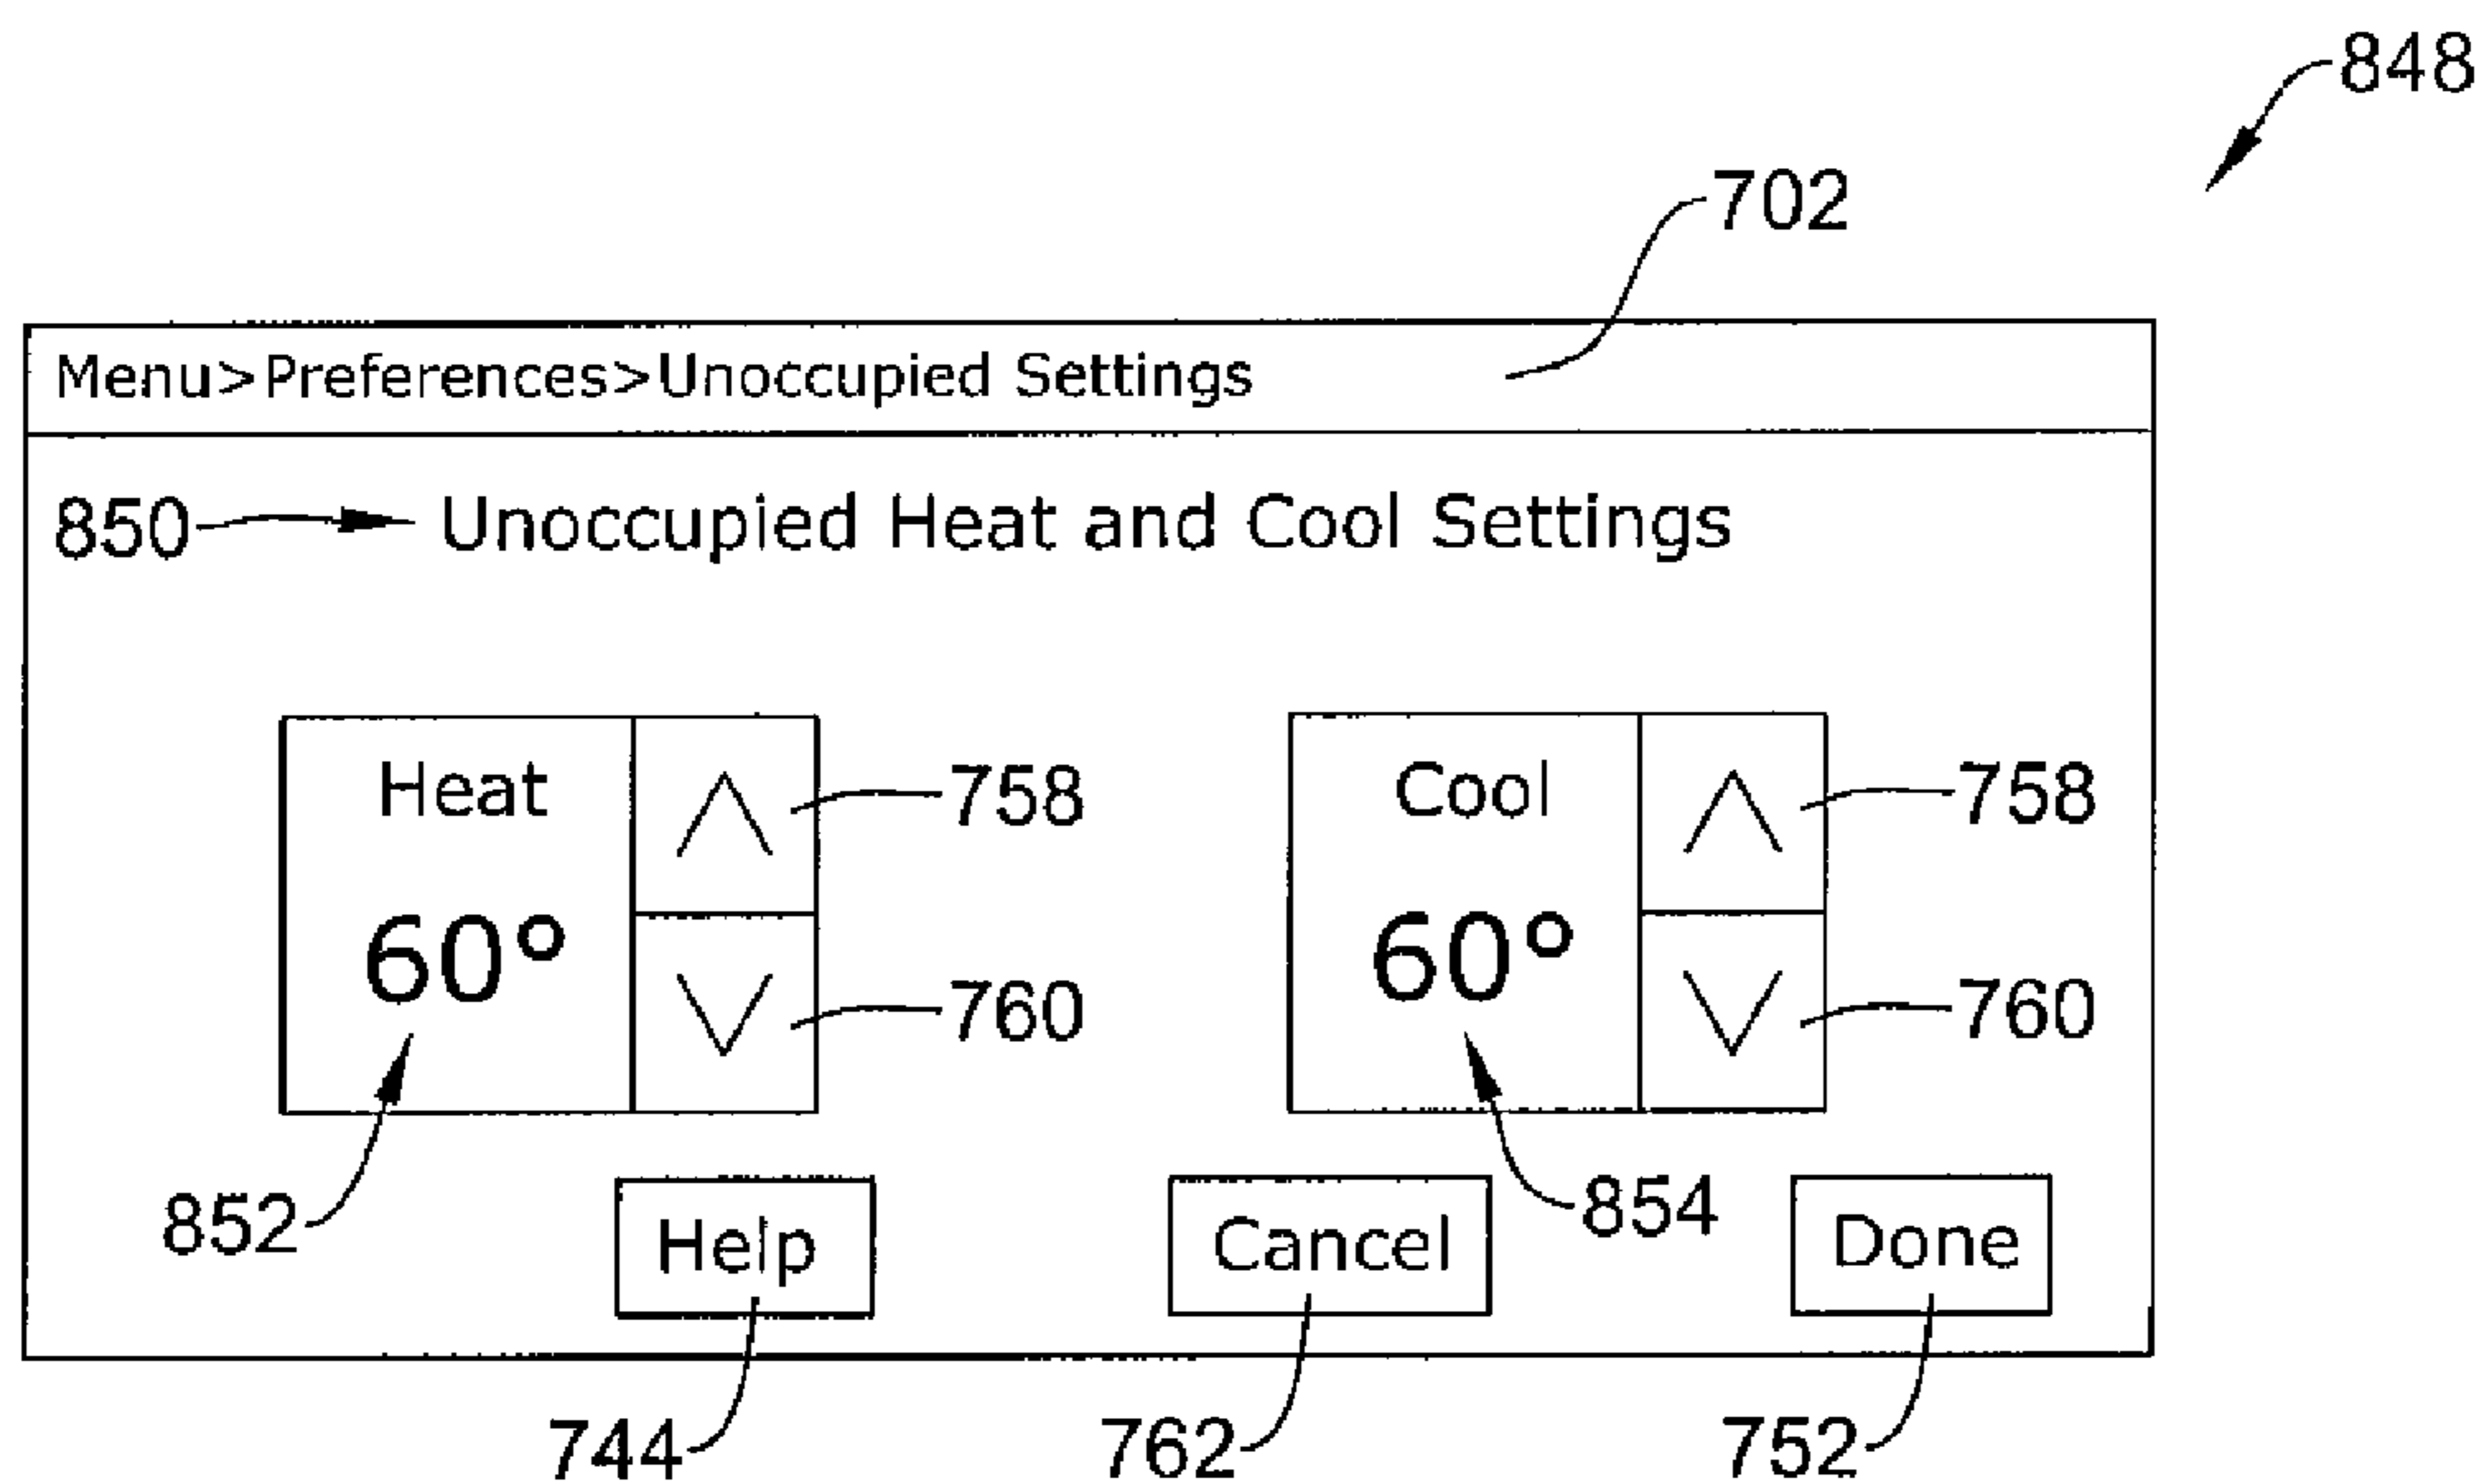 848
702
Menu>Preferences>Unoccupied Settings
850 Unoccupied Heat and Cool Settings
Heat 758 Cool 758
60° 760 60° 760
852 854
Help Cancel Done
744 762 752